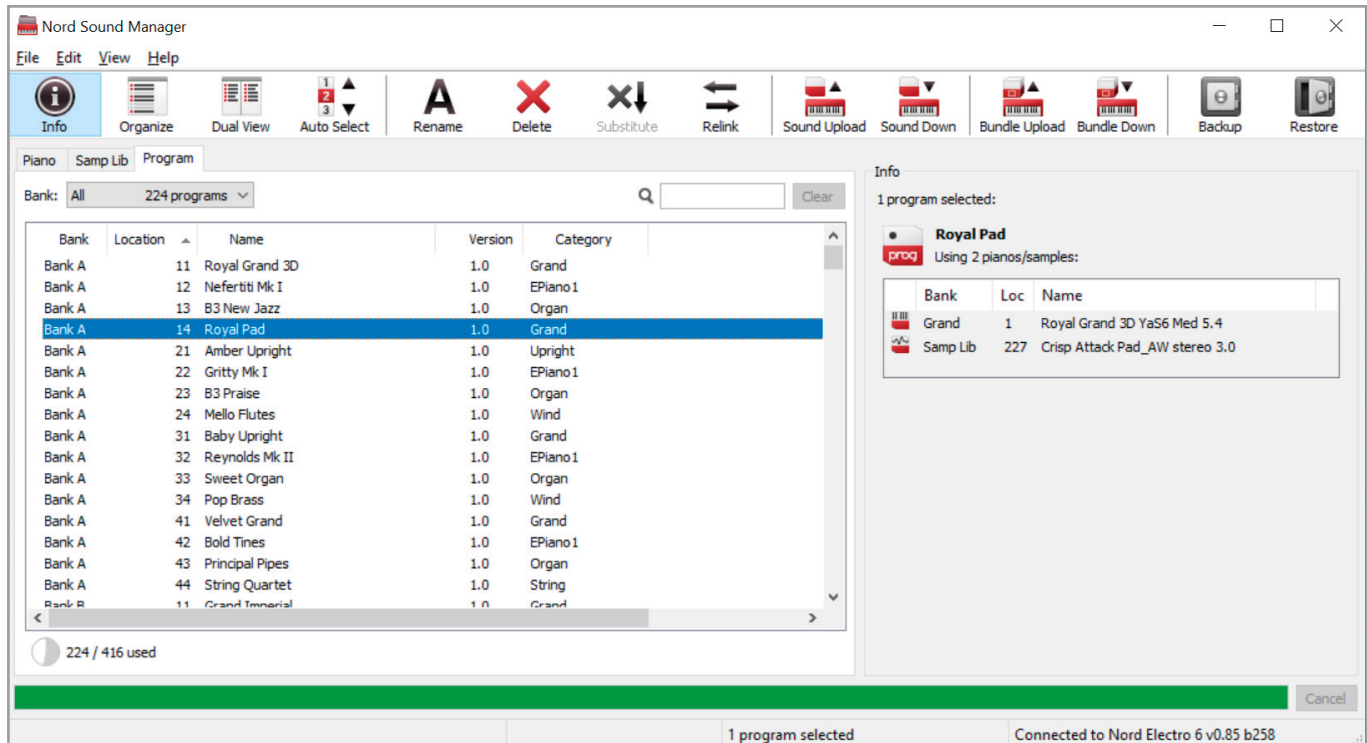 Nord Sound Manager
File Edit View Help
Info Organize Dual View 1 2 3 Auto Select A Rename Delete Substitute Relink Sound Upload Sound Down Bundle Upload Bundle Down Backup Restore
Piano Samp Lib Program
Bank: All 224 programs Clear
Bank Location Name Version Category
Bank A 11 Royal Grand 3D 1.0 Grand
Bank A 12 Nefertiti Mk I 1.0 EPiano1
Bank A 13 B3 New Jazz 1.0 Organ
Bank A 14 Royal Pad 1.0 Grand
Bank A 21 Amber Upright 1.0 Upright
Bank A 22 Gritty Mk I 1.0 EPiano1
Bank A 23 B3 Praise 1.0 Organ
Bank A 24 Mello Flutes 1.0 Wind
Bank A 31 Baby Upright 1.0 Grand
Bank A 32 Reynolds Mk II 1.0 EPiano1
Bank A 33 Sweet Organ 1.0 Organ
Bank A 34 Pop Brass 1.0 Wind
Bank A 41 Velvet Grand 1.0 Grand
Bank A 42 Bold Tines 1.0 EPiano1
Bank A 43 Principal Pipes 1.0 Organ
Bank A 44 String Quartet 1.0 String
Bank B 11 Grand Imperial 1.0 Grand
224 / 416 used
Info
1 program selected:
prog Royal Pad
Using 2 pianos/samples:
Bank Loc Name
Grand 1 Royal Grand 3D YaS6 Med 5.4
Samp Lib 227 Crisp Attack Pad_AW stereo 3.0
Cancel
1 program selected Connected to Nord Electro 6 v0.85 b258